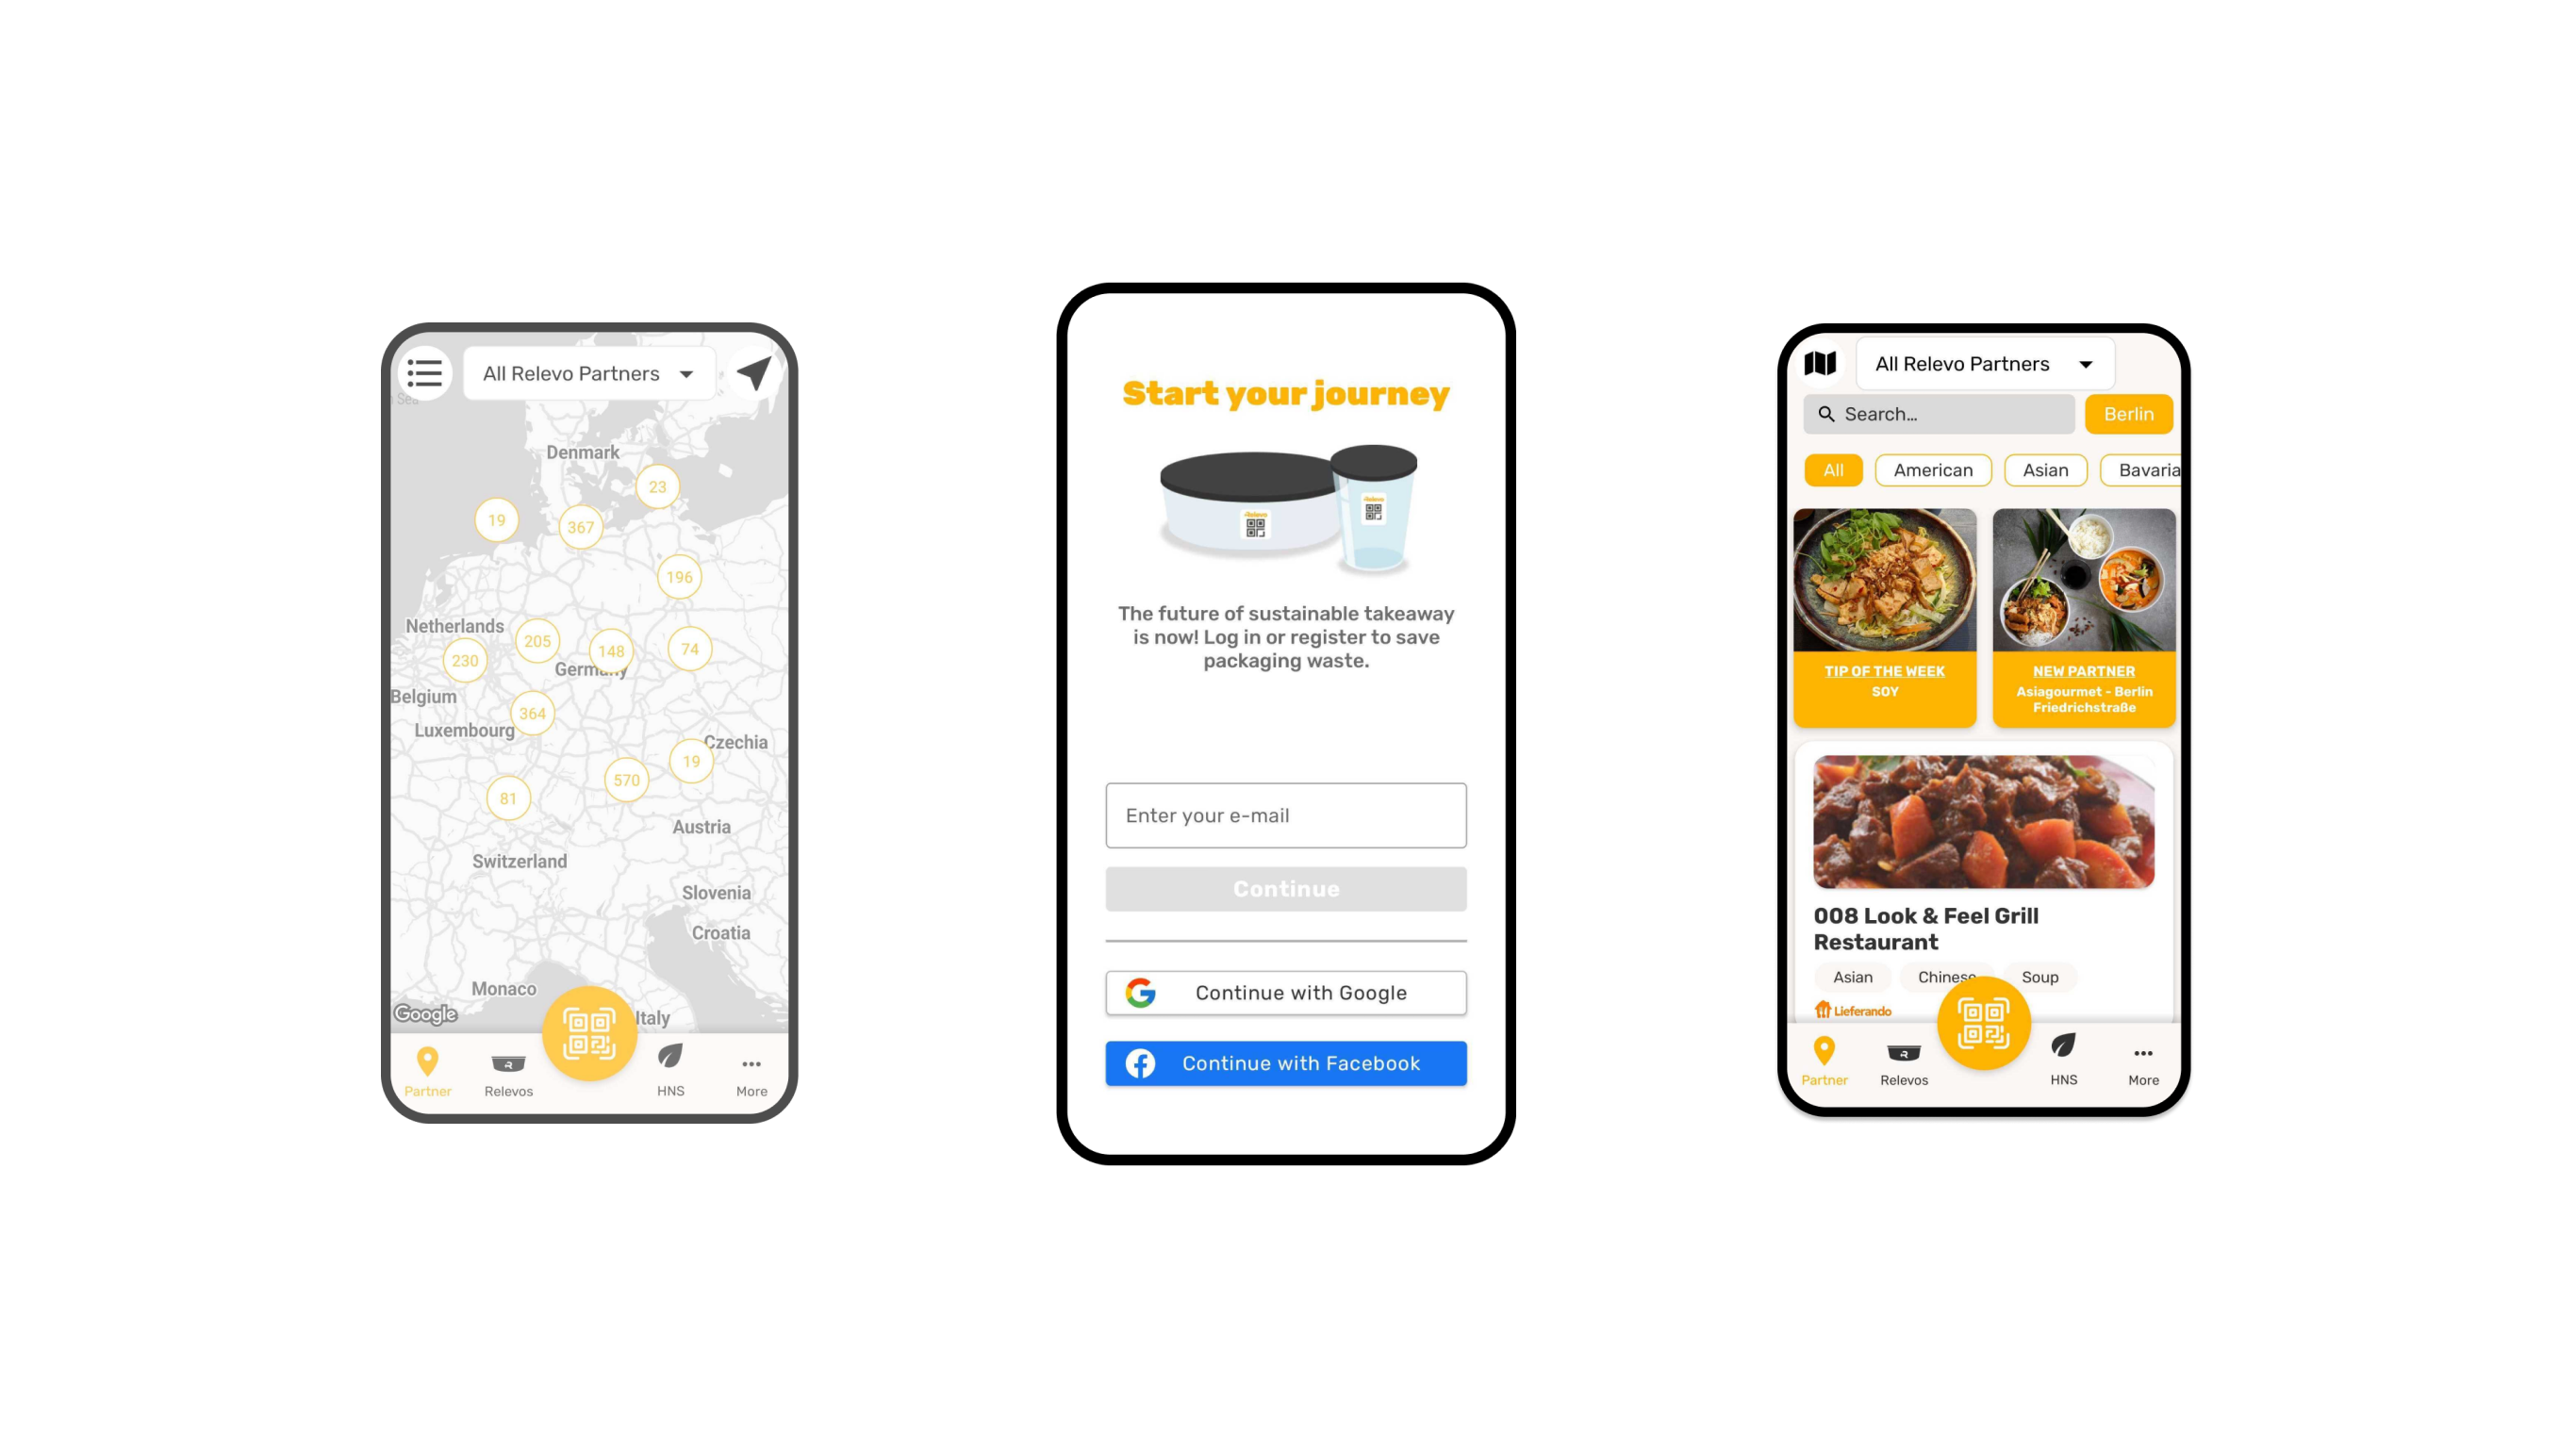 All Relevo Partners
Sea
Denmark
23
19
367
196
Netherlands
205
148
74
230
Germany
Belgium
364
Luxembourg
Czechia
19
570
81
Austria
Switzerland
Slovenia
Croatia
Monaco
Google
Italy
Partner
Relevos
HNS
More
Start your journey
Relevo
Relevo
The future of sustainable takeaway
is now! Log in or register to save
packaging waste.
Enter your e-mail
Continue
Continue with Google
Continue with Facebook
All Relevo Partners
Search...
Berlin
All
American
Asian
Bavaria
TIP OF THE WEEK
SOY
NEW PARTNER
Asiagourmet - Berlin
Friedrichstraße
008 Look & Feel Grill
Restaurant
Asian
Chinese
Soup
Lieferando
Partner
Relevos
HNS
More